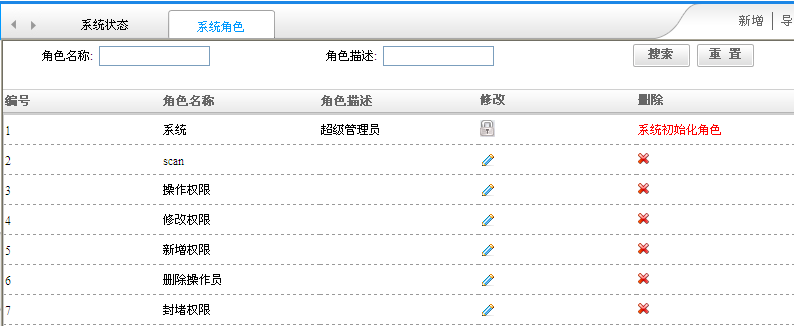 系统状态 系统角色 新增 导
角色名称: 角色描述: 搜索 重 置
编号 角色名称 角色描述 修改 删除
1 系统 超级管理员 系统初始化角色
2 scan
3 操作权限
4 修改权限
5 新增权限
6 删除操作员
7 封堵权限